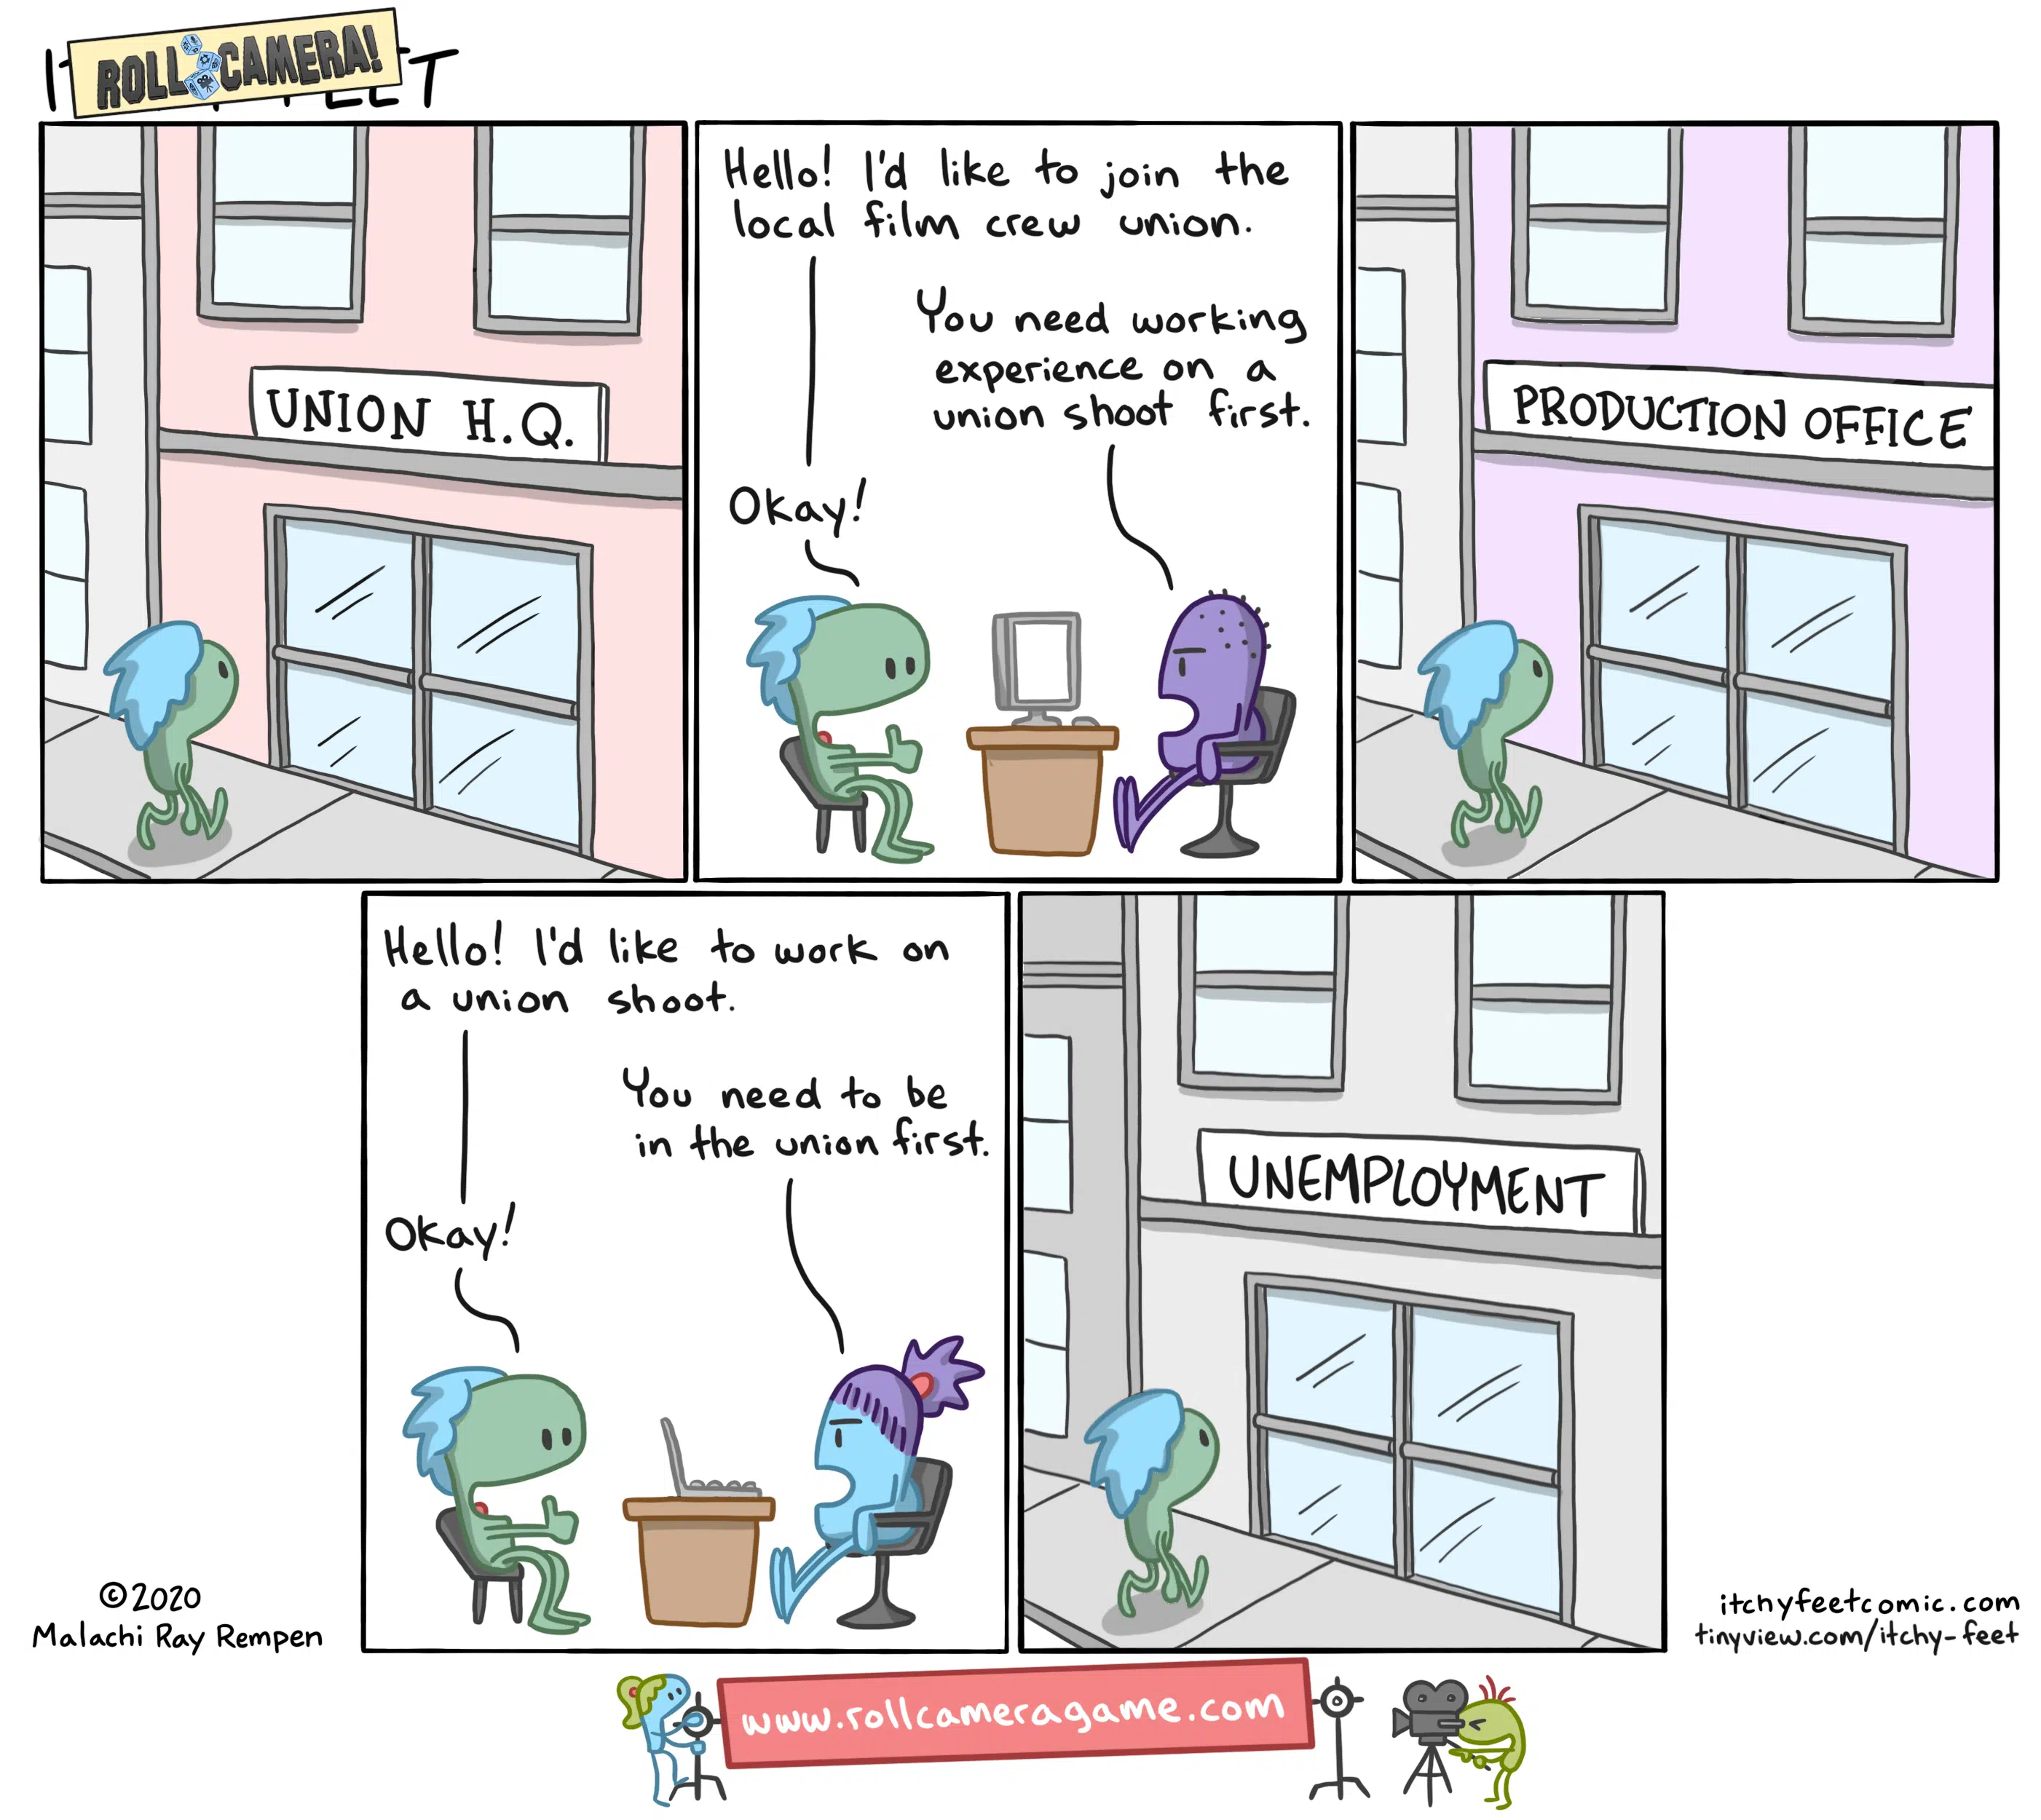 ROLL CAMERA!
UNION H.Q.
Hello! I'd like to join the
local film crew union.
You need working
experience on a
union shoot first.
Okay!
PRODUCTION OFFICE
Hello! I'd like to work on
a union shoot.
You need to be
in the union first.
Okay!
UNEMPLOYMENT
©2020
Malachi Ray Rempen
itchyfeetcomic.com
tinyview.com/itchy-feet
www.rollcameragame.com